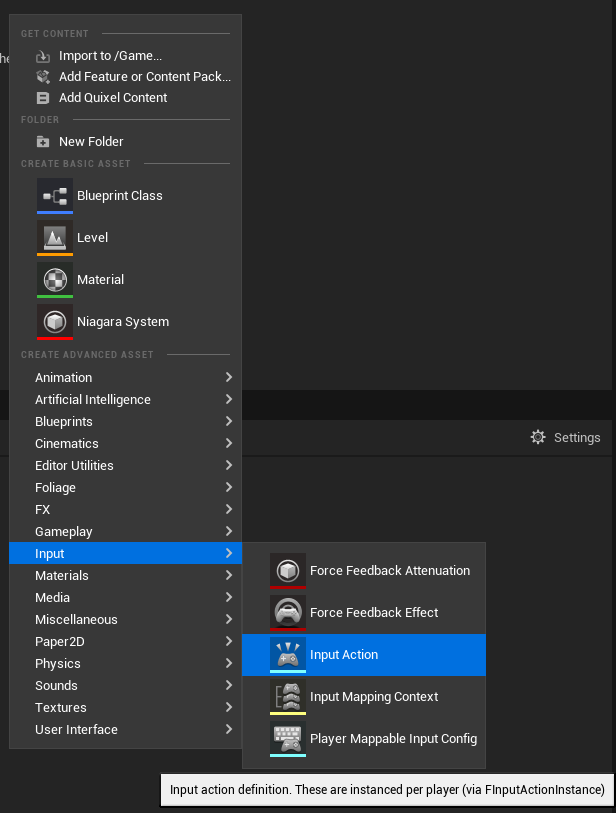 GET CONTENT
Import to /Game...
Add Feature or Content Pack...
Add Quixel Content
FOLDER
New Folder
CREATE BASIC ASSET
Blueprint Class
Level
Material
Niagara System
CREATE ADVANCED ASSET
Animation
Artificial Intelligence
Blueprints
Cinematics
Editor Utilities
Foliage
FX
Gameplay
Input
Materials
Media
Miscellaneous
Paper2D
Physics
Sounds
Textures
User Interface
Settings
Force Feedback Attenuation
Force Feedback Effect
Input Action
Input Mapping Context
Player Mappable Input Config
Input action definition. These are instanced per player (via FInputActionInstance)